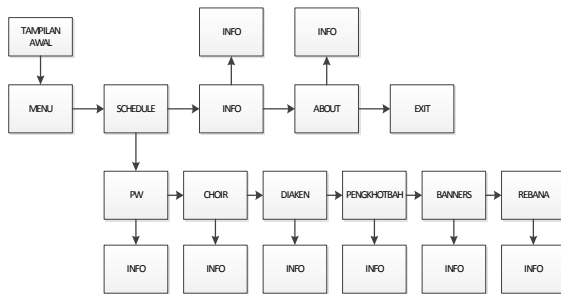 INFO
INFO
TAMPILAN
AWAL
MENU
SCHEDULE
INFO
ABOUT
EXIT
PW
CHOIR
DIAKEN
PENGKHOTBAH
BANNERS
REBANA
INFO
INFO
INFO
INFO
INFO
INFO